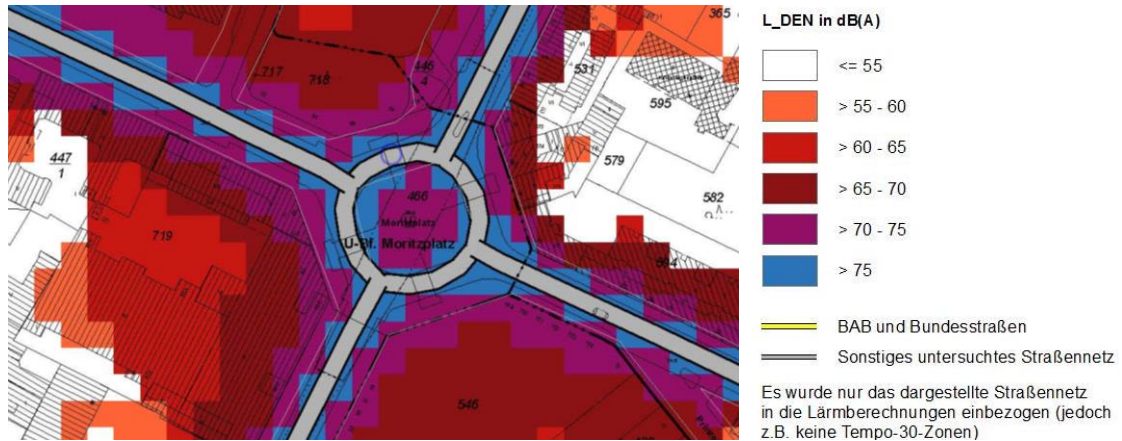 L_DEN in dB(A)
<= 55
> 55 - 60
> 60 - 65
> 65 - 70
> 70 - 75
> 75
BAB und Bundesstraßen
Sonstiges untersuchtes Straßennetz
Es wurde nur das dargestellte Straßennetz
in die Lärmberechnungen einbezogen (jedoch
z.B. keine Tempo-30-Zonen)
365
446
4
717
718
531
595
447
1
579
582
466
Moritzplatz
U-Bf. Moritzplatz
719
594
546